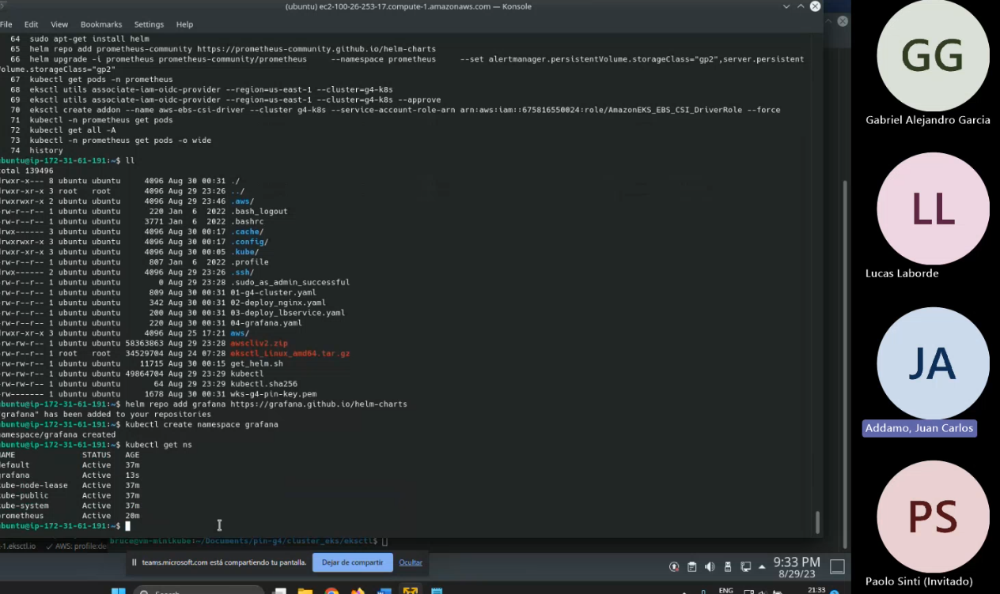 (ubuntu) ec2-100-26-253-17.compute-1.amazonaws.com — Konsole
File Edit View Bookmarks Settings Help
64 sudo apt-get install helm
65 helm repo add prometheus-community https://prometheus-community.github.io/helm-charts
66 helm upgrade -i prometheus prometheus-community/prometheus --namespace prometheus --set alertmanager.persistentVolume.storageClass="gp2",server.persistent
Volume.storageClass="gp2"
67 kubectl get pods -n prometheus
68 eksctl utils associate-iam-oidc-provider --region=us-east-1 --cluster=g4-k8s
69 eksctl utils associate-iam-oidc-provider --region=us-east-1 --cluster=g4-k8s --approve
70 eksctl create addon --name aws-ebs-csi-driver --cluster g4-k8s --service-account-role-arn arn:aws:iam::675816550024:role/AmazonEKS_EBS_CSI_DriverRole --force
71 kubectl -n prometheus get pods
72 kubectl get all -A
73 kubectl -n prometheus get pods -o wide
74 history
ubuntu@ip-172-31-61-191:~$ ll
otal 139496
rwxr-x--- 8 ubuntu ubuntu 4096 Aug 30 00:31 ./
rwxr-xr-x 3 root root 4096 Aug 29 23:26 ../
rwxrwxr-x 2 ubuntu ubuntu 4096 Aug 29 23:46 .aws/
rw-r--r-- 1 ubuntu ubuntu 220 Jan 6 2022 .bash_logout
rw-r--r-- 1 ubuntu ubuntu 3771 Jan 6 2022 .bashrc
rwx------ 3 ubuntu ubuntu 4096 Aug 30 00:17 .cache/
rwxrwxr-x 3 ubuntu ubuntu 4096 Aug 30 00:17 .config/
rwxr-xr-x 3 ubuntu ubuntu 4096 Aug 30 00:05 .kube/
rw-r--r-- 1 ubuntu ubuntu 807 Jan 6 2022 .profile
rwx------ 2 ubuntu ubuntu 4096 Aug 29 23:26 .ssh/
rw-r--r-- 1 ubuntu ubuntu 0 Aug 29 23:28 .sudo_as_admin_successful
rw-r--r-- 1 ubuntu ubuntu 809 Aug 30 00:31 01-g4-cluster.yaml
rw-r--r-- 1 ubuntu ubuntu 342 Aug 30 00:31 02-deploy_nginx.yaml
rw-r--r-- 1 ubuntu ubuntu 200 Aug 30 00:31 03-deploy_lbservice.yaml
rw-r--r-- 1 ubuntu ubuntu 220 Aug 30 00:31 04-grafana.yaml
rwxr-xr-x 3 ubuntu ubuntu 4096 Aug 25 17:21 aws/
rw-rw-r-- 1 ubuntu ubuntu 58363863 Aug 29 23:28 awscliv2.zip
rw-r--r-- 1 root root 34529704 Aug 24 07:28 eksctl_Linux_amd64.tar.gz
rw-rw-r-- 1 ubuntu ubuntu 11715 Aug 30 00:15 get_helm.sh
rw-rw-r-- 1 ubuntu ubuntu 49864704 Aug 29 23:29 kubectl
rw-rw-r-- 1 ubuntu ubuntu 64 Aug 29 23:29 kubectl.sha256
rw------- 1 ubuntu ubuntu 1678 Aug 30 00:31 wks-g4-pin-key.pem
ubuntu@ip-172-31-61-191:~$ helm repo add grafana https://grafana.github.io/helm-charts
"grafana" has been added to your repositories
ubuntu@ip-172-31-61-191:~$ kubectl create namespace grafana
namespace/grafana created
ubuntu@ip-172-31-61-191:~$ kubectl get ns
NAME STATUS AGE
default Active 37m
grafana Active 13s
kube-node-lease Active 37m
kube-public Active 37m
kube-system Active 37m
prometheus Active 20m
ubuntu@ip-172-31-61-191:~$
-1.eksctl.io ✓ AWS: profile:de
bruce@vm-minikube:~/Documents/pin-g4/cluster_eks/eksctl$
teams.microsoft.com está compartiendo tu pantalla.
Dejar de compartir
Ocultar
9:33 PM
8/29/23
Search
ENG
21:33
GG
Gabriel Alejandro Garcia
LL
Lucas Laborde
JA
Addamo, Juan Carlos
PS
Paolo Sinti (Invitado)